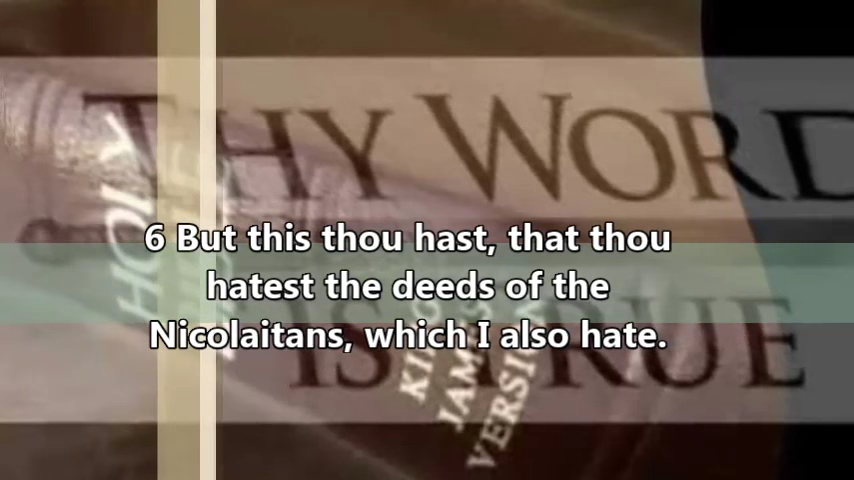 THY WORD
IS TRUE
HOLY
KING
JAMES
VERSION
6 But this thou hast, that thou
hatest the deeds of the
Nicolaitans, which I also hate.